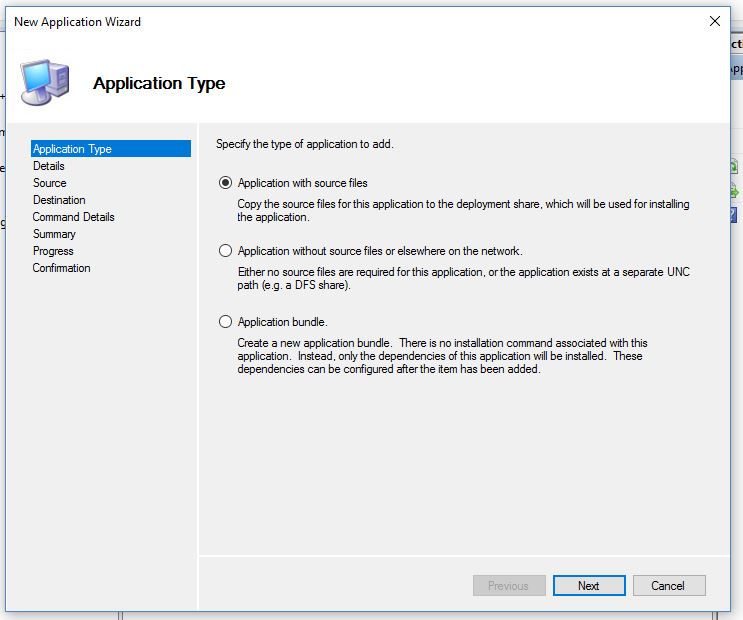 New Application Wizard
Application Type
Application Type
Details
Source
Destination
Command Details
Summary
Progress
Confirmation
Specify the type of application to add.
Application with source files
Copy the source files for this application to the deployment share, which will be used for installing
the application.
Application without source files or elsewhere on the network.
Either no source files are required for this application, or the application exists at a separate UNC
path (e.g. a DFS share).
Application bundle.
Create a new application bundle.  There is no installation command associated with this
application.  Instead, only the dependencies of this application will be installed.  These
dependencies can be configured after the item has been added.
Previous
Next
Cancel